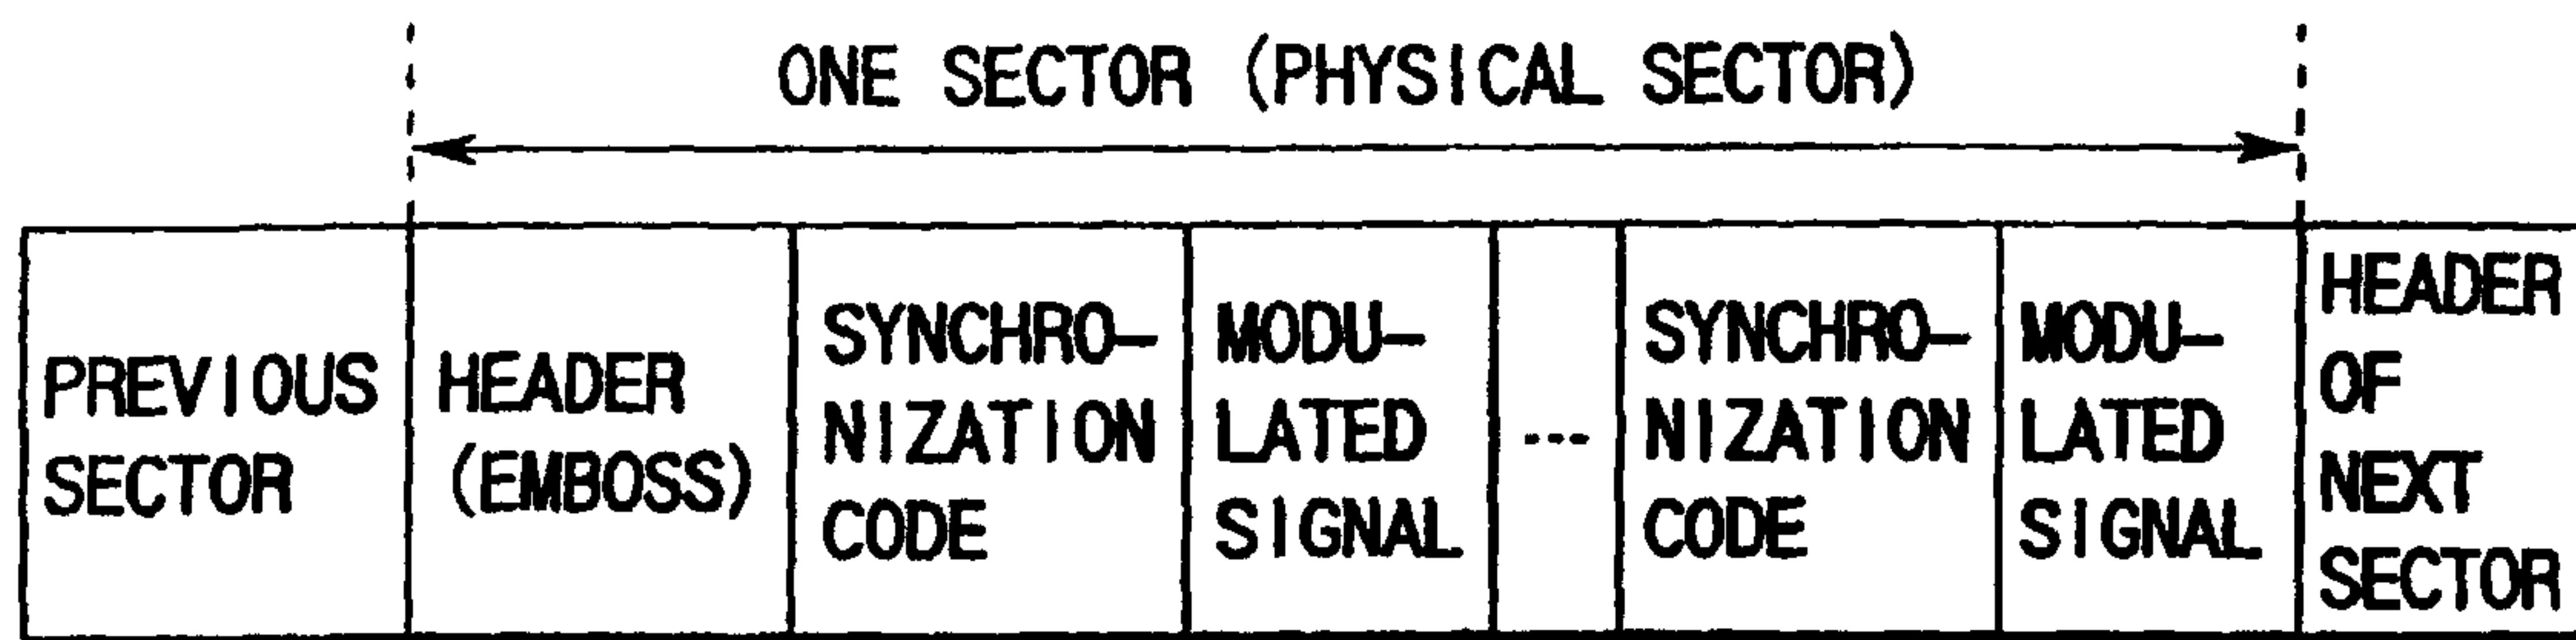 ONE SECTOR (PHYSICAL SECTOR)
PREVIOUS
SECTOR
HEADER
(EMBOSS)
SYNCHRO-
NIZATION
CODE
MODU-
LATED
SIGNAL
---
SYNCHRO-
NIZATION
CODE
MODU-
LATED
SIGNAL
HEADER
OF
NEXT
SECTOR